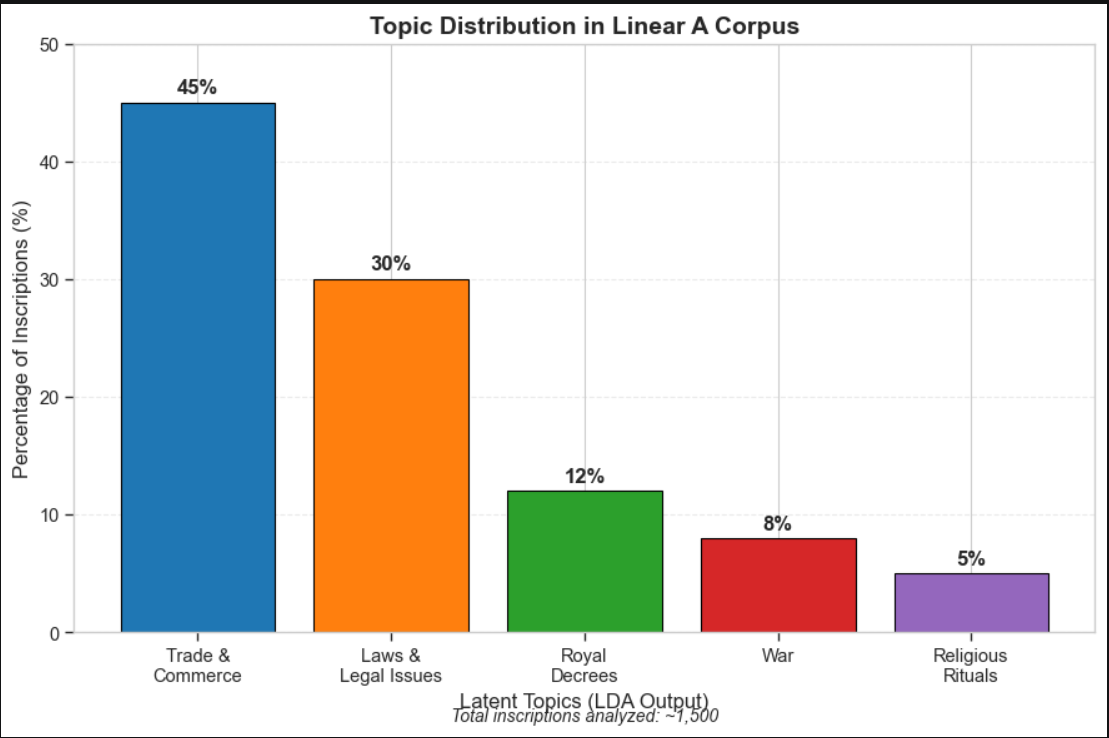 Topic Distribution in Linear A Corpus
Percentage of Inscriptions (%)
50
40
30
20
10
0
45%
30%
12%
8%
5%
Trade &
Commerce
Laws &
Legal Issues
Royal
Decrees
War
Religious
Rituals
Latent Topics (LDA Output)
Total inscriptions analyzed: ~1,500